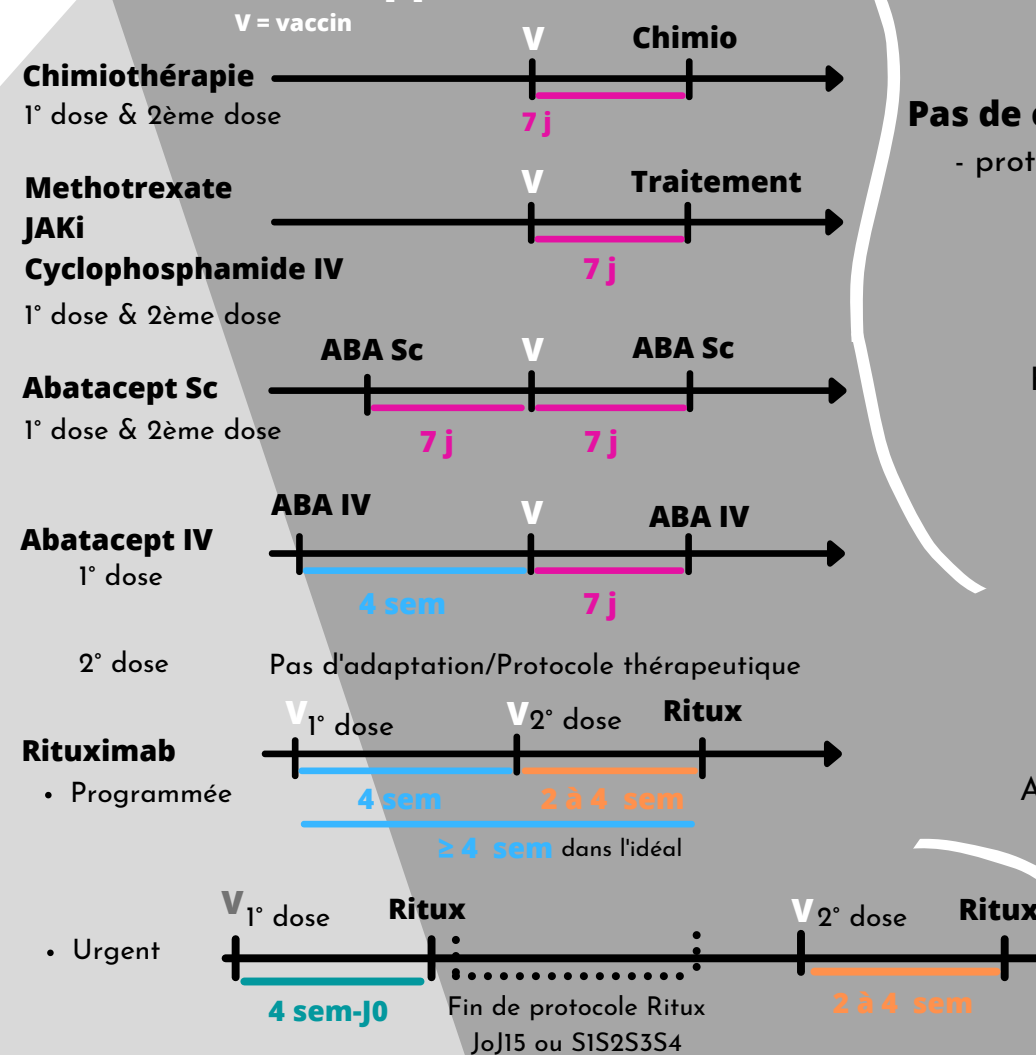 V = vaccin
V Chimio
Chimiothérapie
1° dose & 2ème dose
7 j
Pas de
- prot
Methotrexate
JAKi
Cyclophosphamide IV
1° dose & 2ème dose
V Traitement
7 j
ABA Sc V ABA Sc
Abatacept Sc
1° dose & 2ème dose
7 j 7 j
ABA IV V ABA IV
Abatacept IV
1° dose
4 sem 7 j
2° dose Pas d'adaptation/Protocole thérapeutique
V 1° dose V 2° dose Ritux
Rituximab
• Programmée
4 sem 2 à 4 sem
≥ 4 sem dans l'idéal
V 1° dose Ritux V 2° dose Ritux
• Urgent
4 sem-J0 Fin de protocole Ritux 2 à 4 sem
JoJ15 ou S1S2S3S4